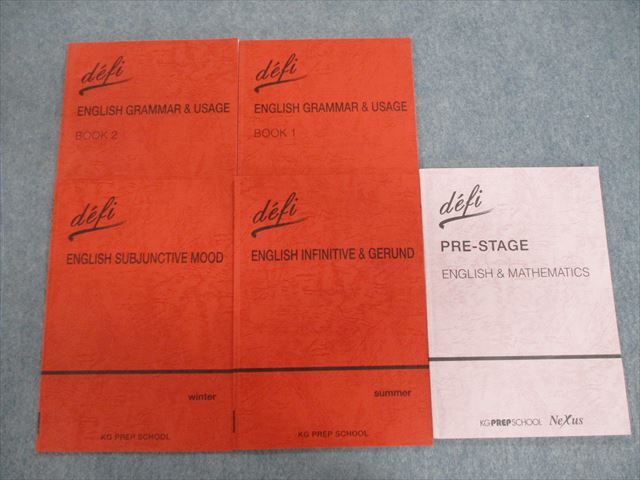 défi
ENGLISH GRAMMAR & USAGE
BOOK 2
défi
ENGLISH GRAMMAR & USAGE
BOOK 1
défi
ENGLISH SUBJUNCTIVE MOOD
winter
KG PREP SCHOOL
défi
ENGLISH INFINITIVE & GERUND
summer
KG PREP SCHOOL
défi
PRE-STAGE
ENGLISH & MATHEMATICS
KG PREP SCHOOL NeXus